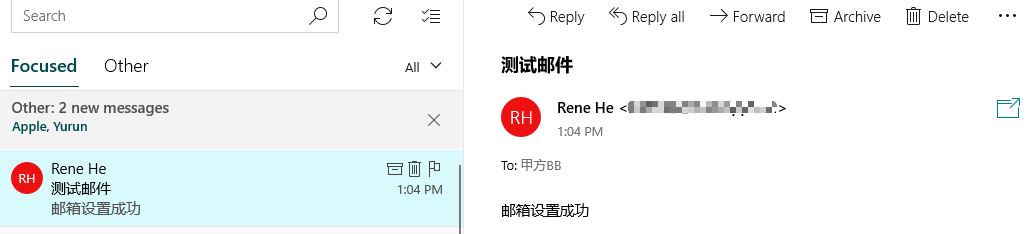 Search
Focused
Other
All
Other: 2 new messages
Apple, Yurun
RH
Rene He
测试邮件
1:04 PM
邮箱设置成功
Reply
Reply all
Forward
Archive
Delete
测试邮件
RH
Rene He <
>
1:04 PM
To: 甲方BB
邮箱设置成功